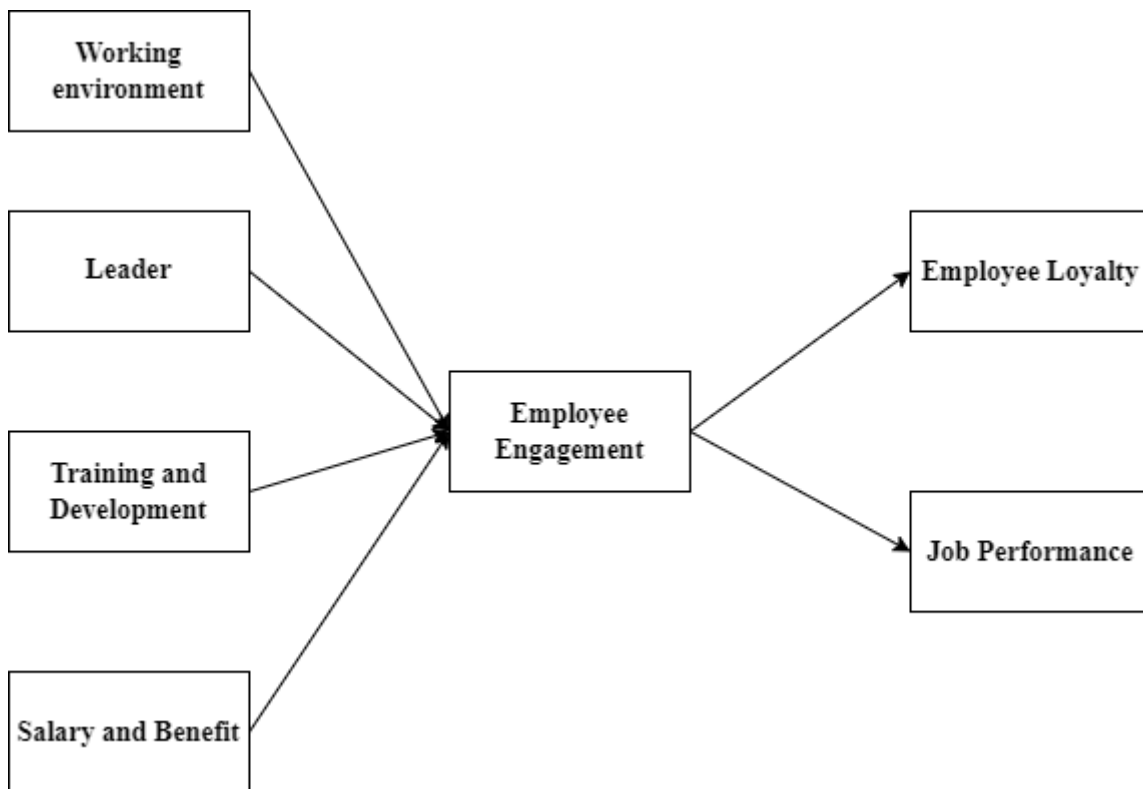 Working
environment
Leader
Training and
Development
Salary and Benefit
Employee
Engagement
Employee Loyalty
Job Performance